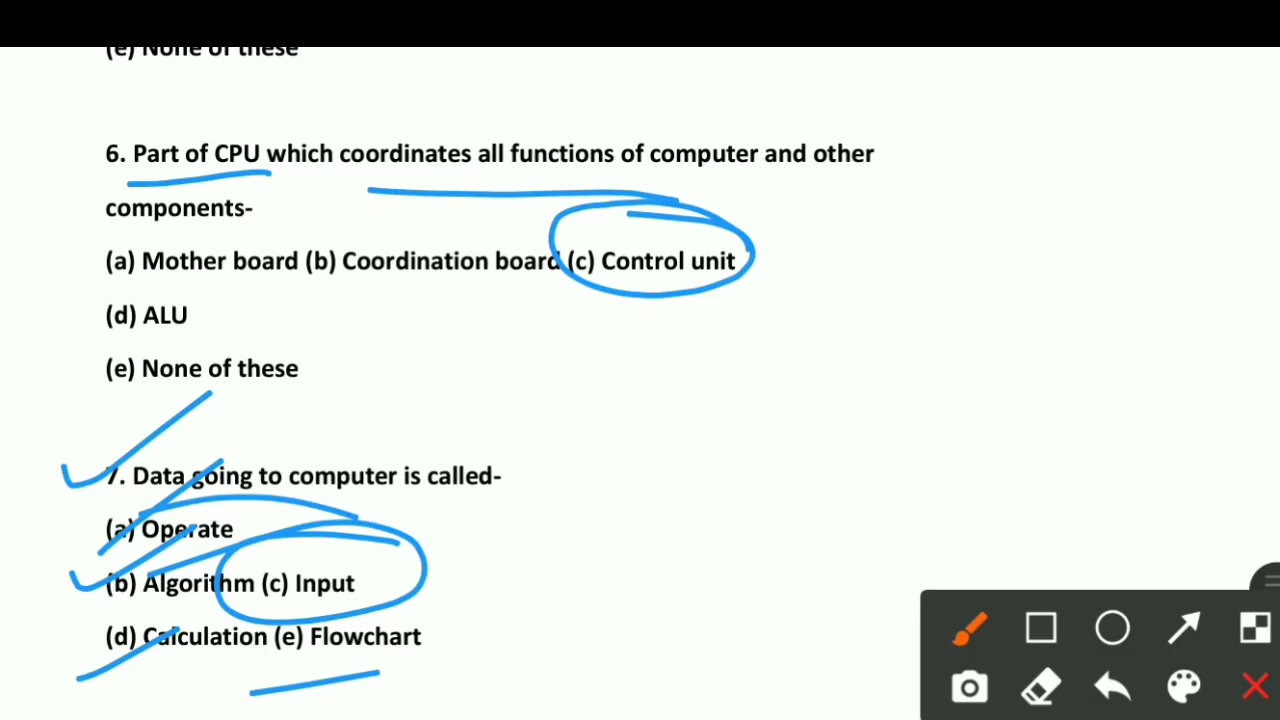 (e) None of these
6. Part of CPU which coordinates all functions of computer and other
components-
(a) Mother board (b) Coordination board (c) Control unit
(d) ALU
(e) None of these
7. Data going to computer is called-
(a) Operate
(b) Algorithm (c) Input
(d) Calculation (e) Flowchart